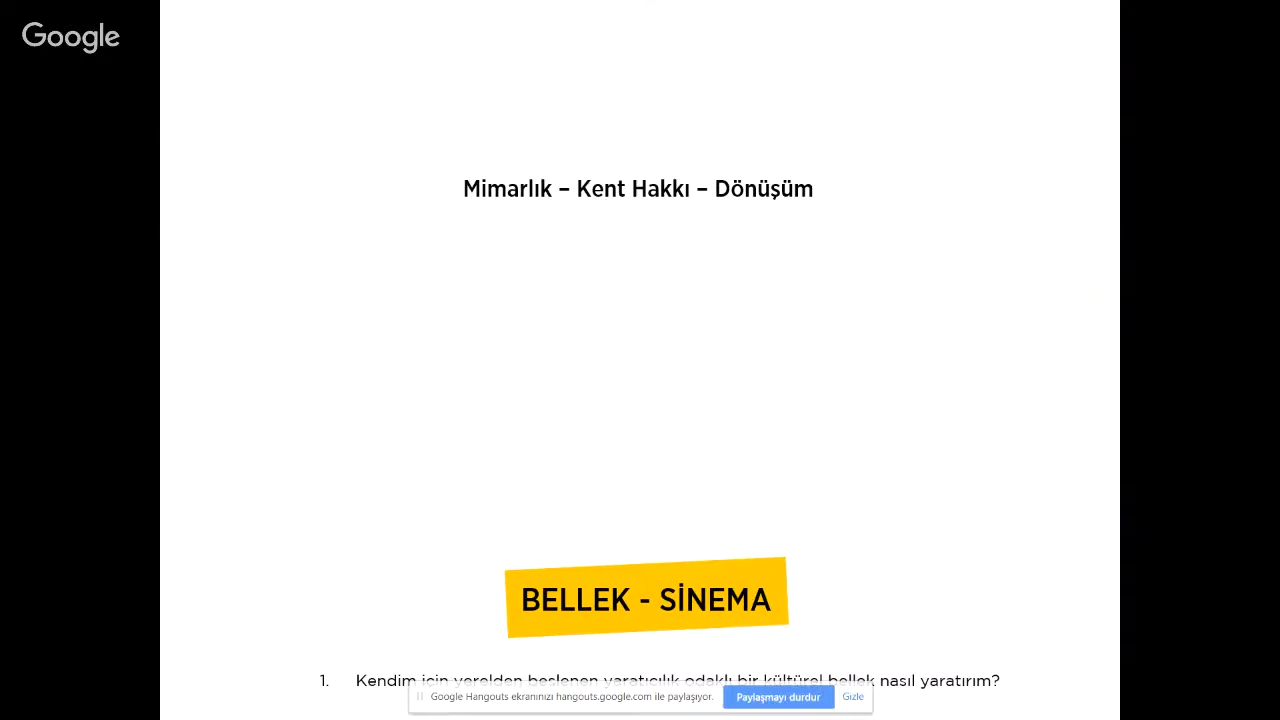 Google
Mimarlık – Kent Hakkı – Dönüşüm
BELLEK - SİNEMA
1. Kendim için yerelden beslenen yaratıcılık odaklı bir kültürel bellek nasıl yaratırım?
Google Hangouts ekranınızı hangouts.google.com ile paylaşıyor. Paylaşmayı durdur Gizle